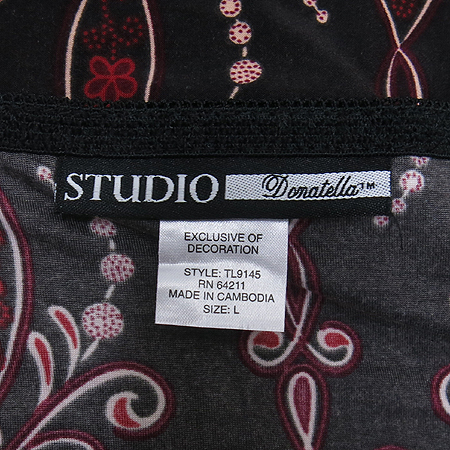 STUDIO Donatella™
EXCLUSIVE OF
DECORATION
STYLE: TL9145
RN 64211
MADE IN CAMBODIA
SIZE: L